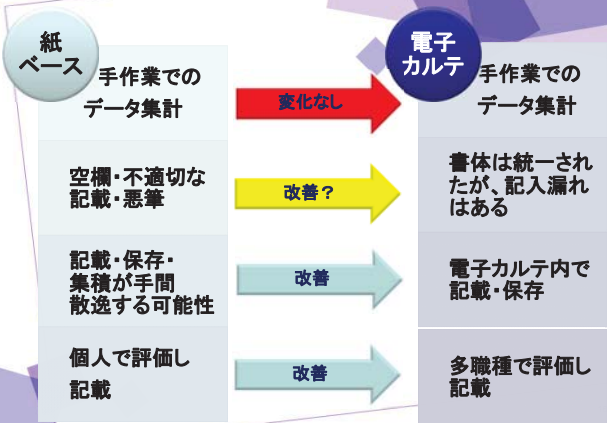 紙
ベース
電子
カルテ
手作業での
データ集計
変化なし
手作業での
データ集計
空欄・不適切な
記載・悪筆
改善？
書体は統一され
たが、記入漏れ
はある
記載・保存・
集積が手間
散逸する可能性
改善
電子カルテ内で
記載・保存
個人で評価し
記載
改善
多職種で評価し
記載